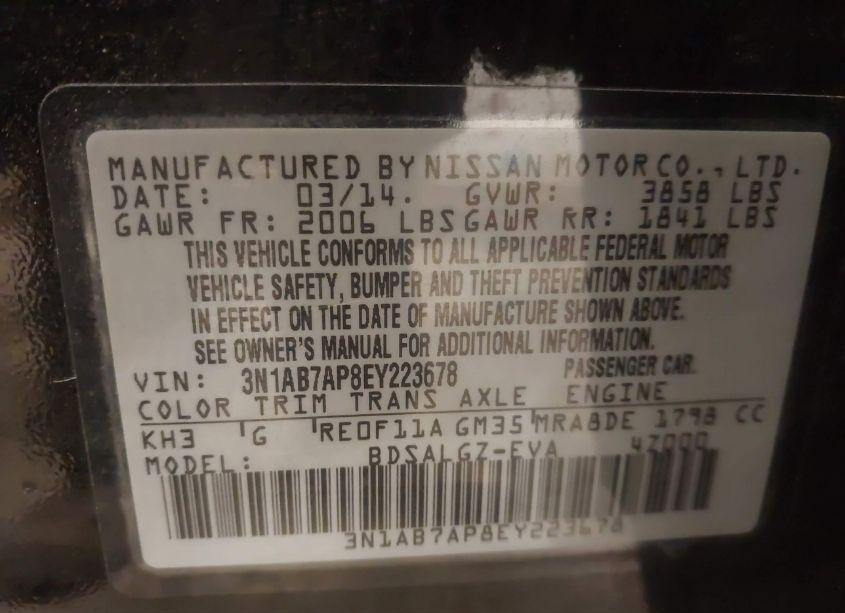 MANUFACTURED BY NISSAN MOTOR CO., LTD.
DATE: 03/14. GVWR: 3858 LBS
GAWR FR: 2006 LBS GAWR RR: 1841 LBS
THIS VEHICLE CONFORMS TO ALL APPLICABLE FEDERAL MOTOR
VEHICLE SAFETY, BUMPER AND THEFT PREVENTION STANDARDS
IN EFFECT ON THE DATE OF MANUFACTURE SHOWN ABOVE.
SEE OWNER'S MANUAL FOR ADDITIONAL INFORMATION.
VIN: 3N1AB7AP8EY223678 PASSENGER CAR.
COLOR TRIM TRANS AXLE ENGINE
KH3 G RE0F11A GM35 MRA8DE 1798 CC
MODEL: BDSALGZ-EVA 4Z000
3N1AB7AP8EY223678